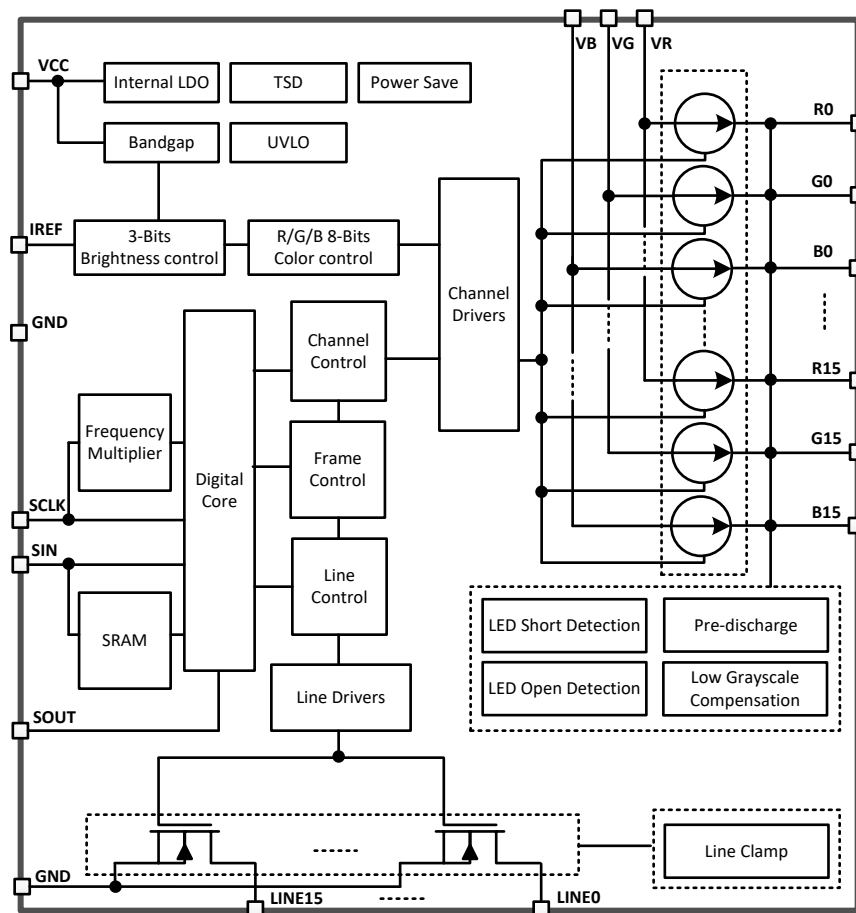 VB VG VR
VCC
Internal LDO
TSD
Power Save
Bandgap
UVLO
IREF
3-Bits
Brightness control
R/G/B 8-Bits
Color control
GND
Channel
Drivers
R0
G0
B0
R15
G15
B15
Channel
Control
Frequency
Multiplier
Digital
Core
Frame
Control
SCLK
SIN
Line
Control
SRAM
SOUT
Line Drivers
LED Short Detection
Pre-discharge
LED Open Detection
Low Grayscale
Compensation
Line Clamp
GND
LINE15
LINE0